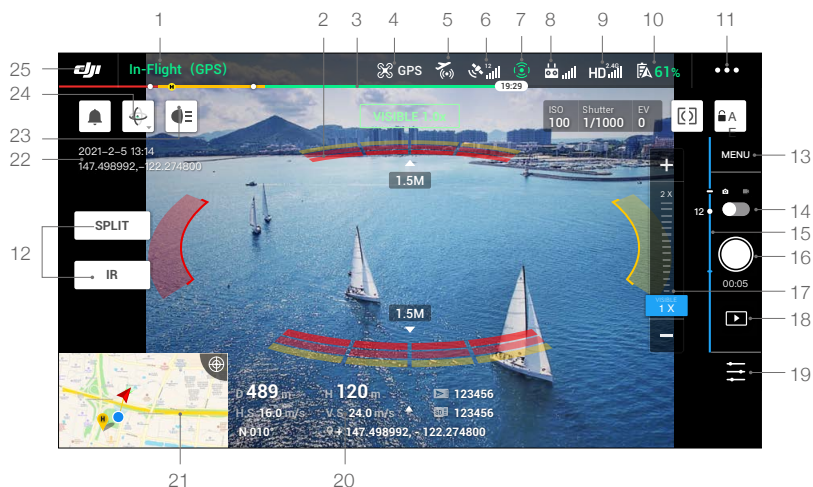 1 2 3 4 5 6 7 8 9 10 11
25 dji In-Flight (GPS) GPS 12 HD 2.4G 61%
19:29
24
VISIBLE 1.0x
ISO 100 Shutter 1/1000 EV 0
A
E
23
22 2021-2-5 13:14
147.498992,-122.274800
MENU 13
1.5M
2X
12 14
15
SPLIT
12
IR
16
00:05
17
VISIBLE
1 X
1.5M
18
19
D 489 m H 120 m 123456
H.S 16.0 m/s V.S 24.0 m/s SD 123456
N 010° + 147.498992, - 122.274800
H
21 20